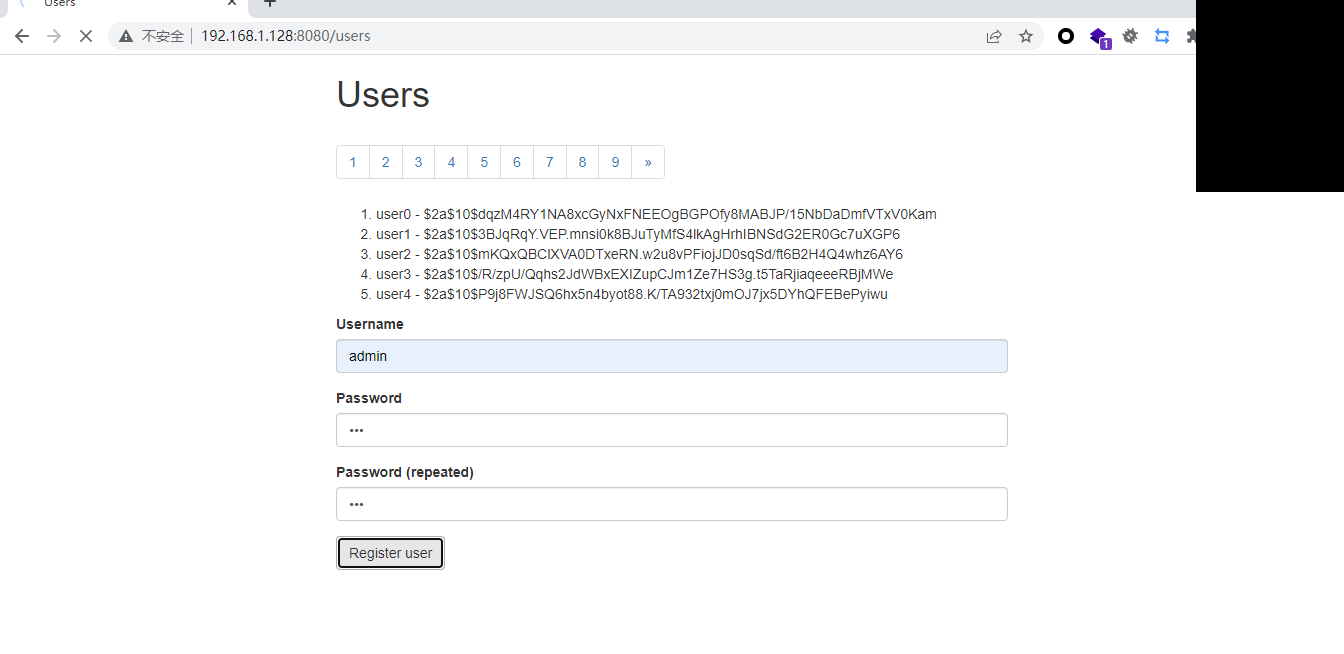 Users
不安全 192.168.1.128:8080/users
1
Users
1 2 3 4 5 6 7 8 9 »
1. user0 - $2a$10$dqzM4RY1NA8xcGyNxFNEEOgBGPOfy8MABJP/15NbDaDmfVTxV0Kam
2. user1 - $2a$10$3BJqRqY.VEP.mnsi0k8BJuTyMfS4lkAgHrhIBNSdG2ER0Gc7uXGP6
3. user2 - $2a$10$mKQxQBCIXVA0DTxeRN.w2u8vPFiojJD0sqSd/ft6B2H4Q4whz6AY6
4. user3 - $2a$10$/R/zpU/Qqhs2JdWBxEXIZupCJm1Ze7HS3g.t5TaRjiaqeeeRBjMWe
5. user4 - $2a$10$P9j8FWJSQ6hx5n4byot88.K/TA932txj0mOJ7jx5DYhQFEBePyiwu
Username
admin
Password
•••
Password (repeated)
•••
Register user